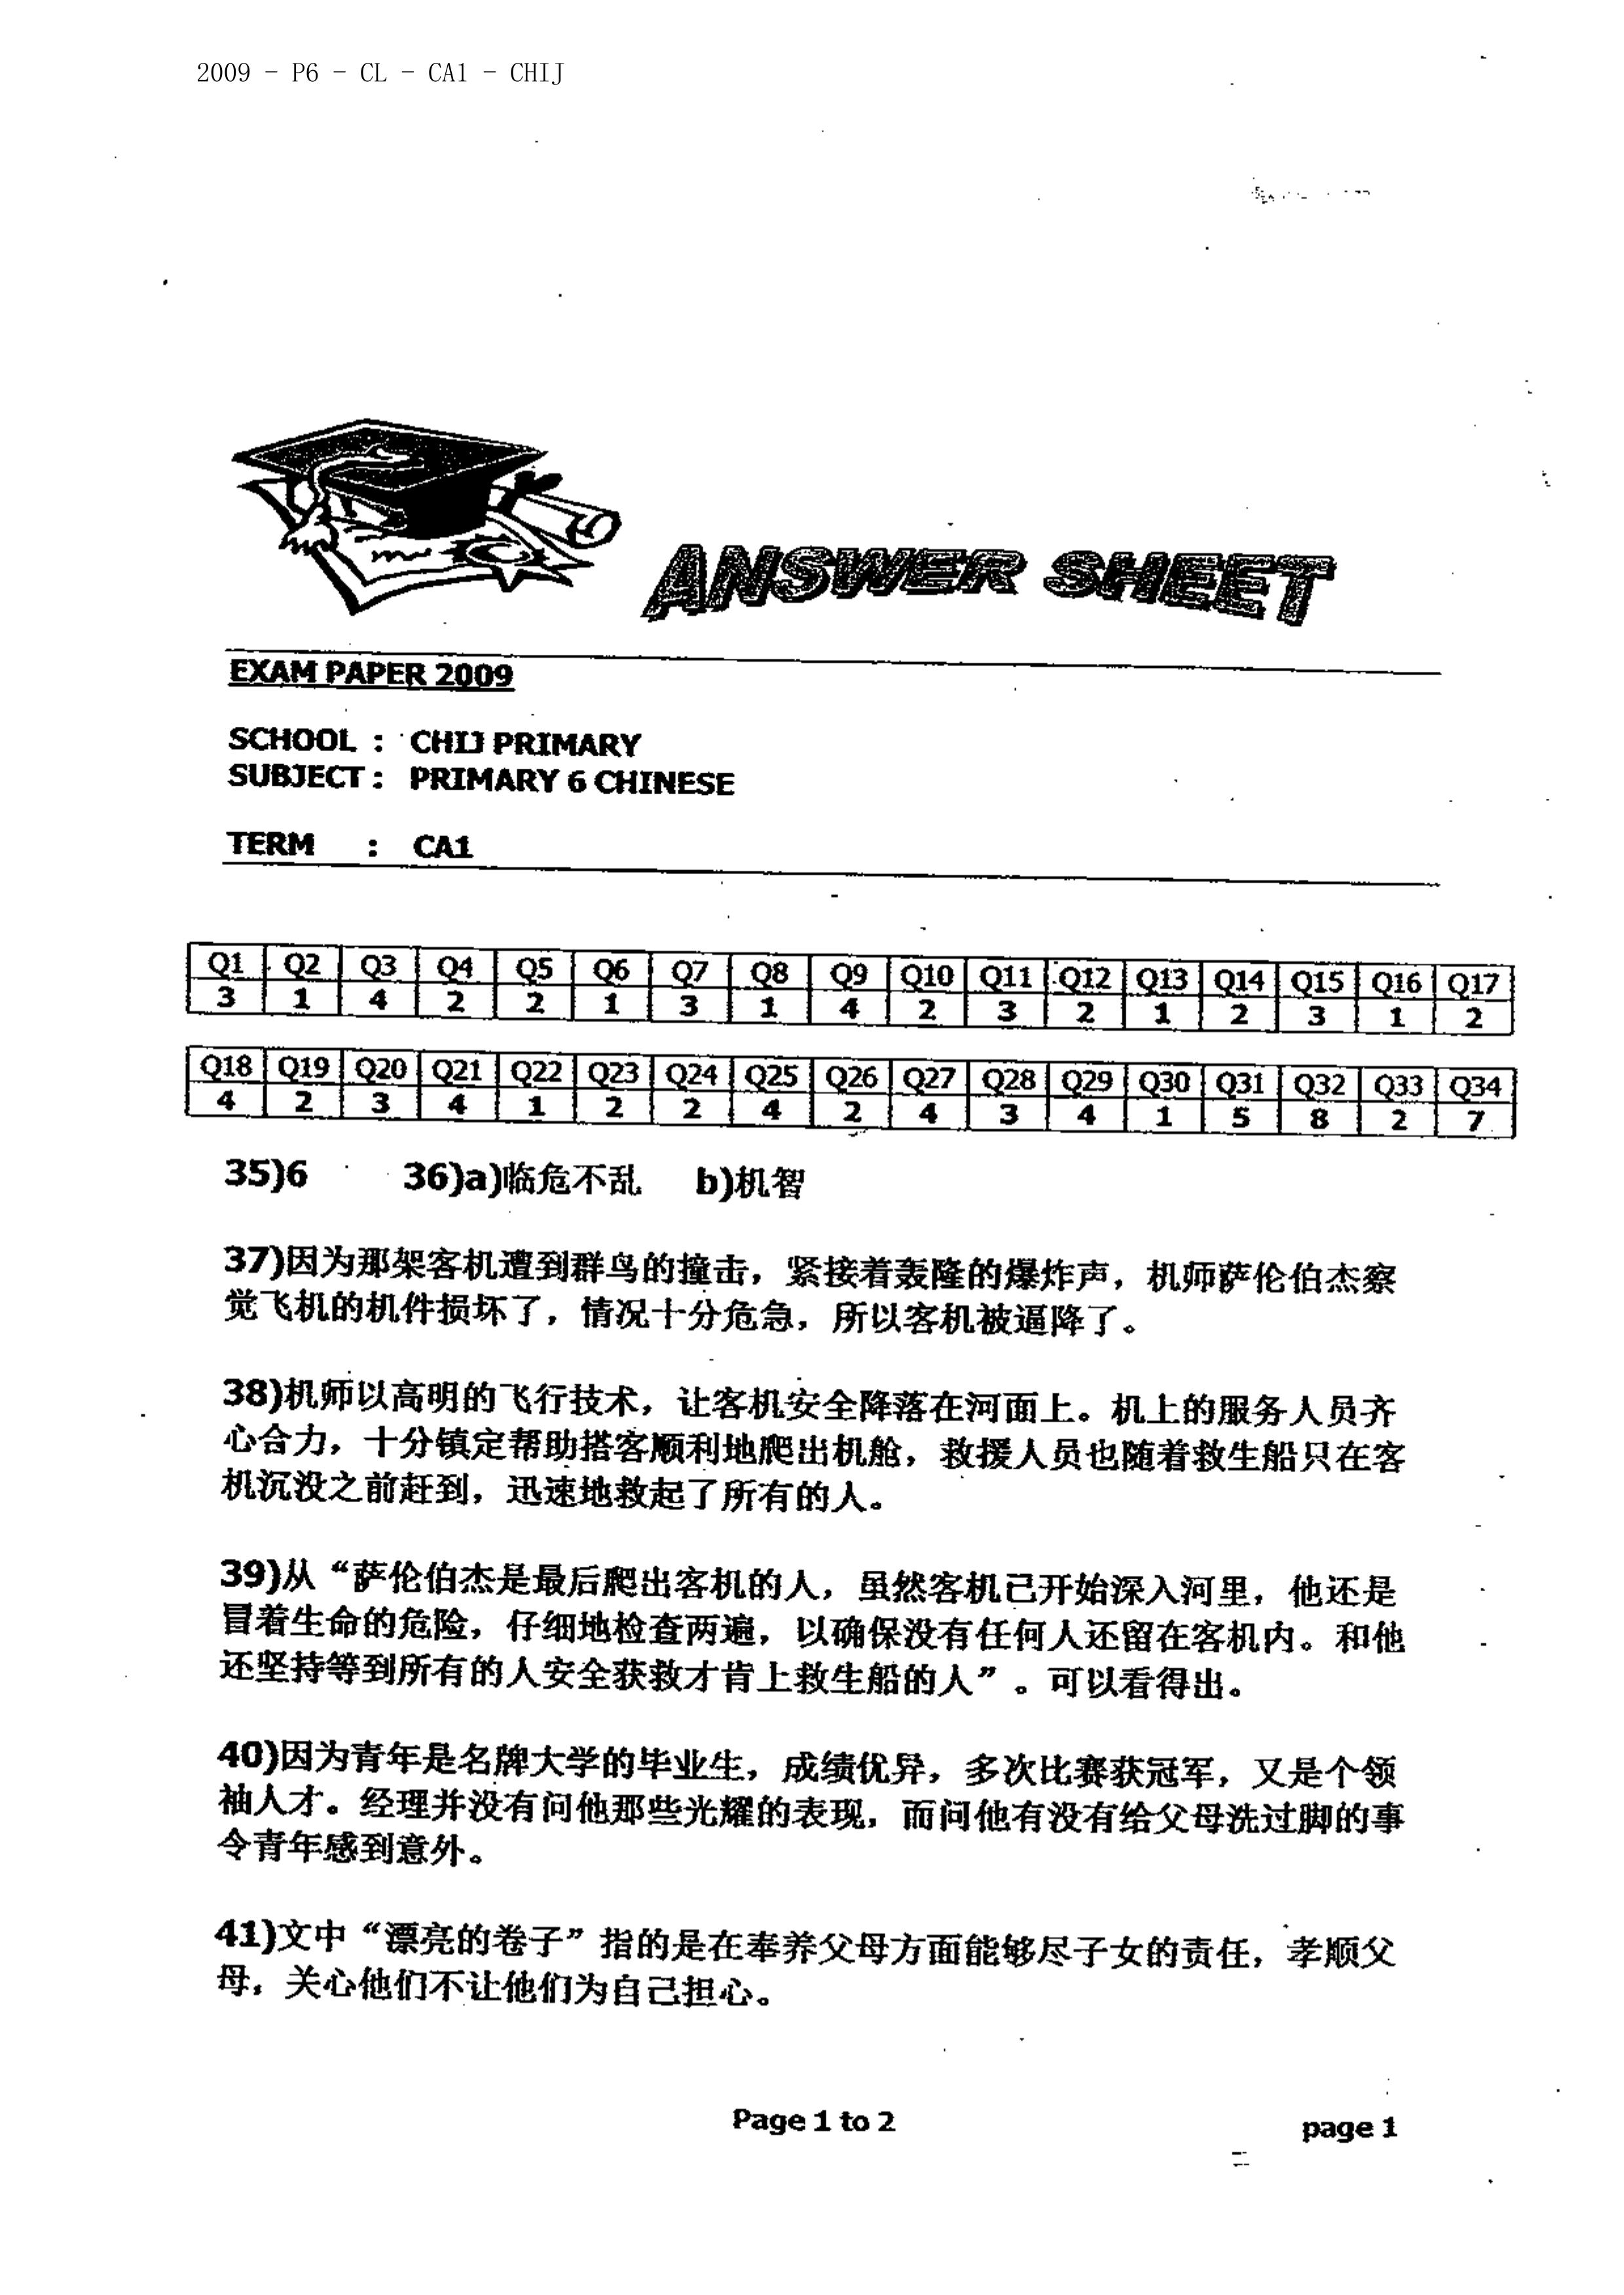 2009 - P6 - CL - CA1 - CHIJ
ANSWER SHEET
EXAM PAPER 2009
SCHOOL : CHIJ PRIMARY
SUBJECT : PRIMARY 6 CHINESE
TERM : CA1
Q1 Q2 Q3 Q4 Q5 Q6 Q7 Q8 Q9 Q10 Q11 Q12 Q13 Q14 Q15 Q16 Q17
3 1 4 2 2 1 3 1 4 2 3 2 1 2 3 1 2
Q18 Q19 Q20 Q21 Q22 Q23 Q24 Q25 Q26 Q27 Q28 Q29 Q30 Q31 Q32 Q33 Q34
4 2 3 4 1 2 2 4 2 4 3 4 1 5 8 2 7
35)6 36)a)临危不乱 b)机智
37)因为那架客机遭到群鸟的撞击，紧接着轰隆的爆炸声，机师萨伦伯杰察
觉飞机的机件损坏了，情况十分危急，所以客机被逼降了。
38)机师以高明的飞行技术，让客机安全降落在河面上。机上的服务人员齐
心合力，十分镇定帮助搭客顺利地爬出机舱，救援人员也随着救生船只在客
机沉没之前赶到，迅速地救起了所有的人。
39)从“萨伦伯杰是最后爬出客机的人，虽然客机已开始深入河里，他还是
冒着生命的危险，仔细地检查两遍，以确保没有任何人还留在客机内。和他
还坚持等到所有的人安全获救才肯上救生船的人”。可以看得出。
40)因为青年是名牌大学的毕业生，成绩优异，多次比赛获冠军，又是个领
袖人才。经理并没有问他那些光耀的表现，而问他有没有给父母洗过脚的事
令青年感到意外。
41)文中“漂亮的卷子”指的是在奉养父母方面能够尽子女的责任，孝顺父
母，关心他们不让他们为自己担心。
Page 1 to 2 page 1